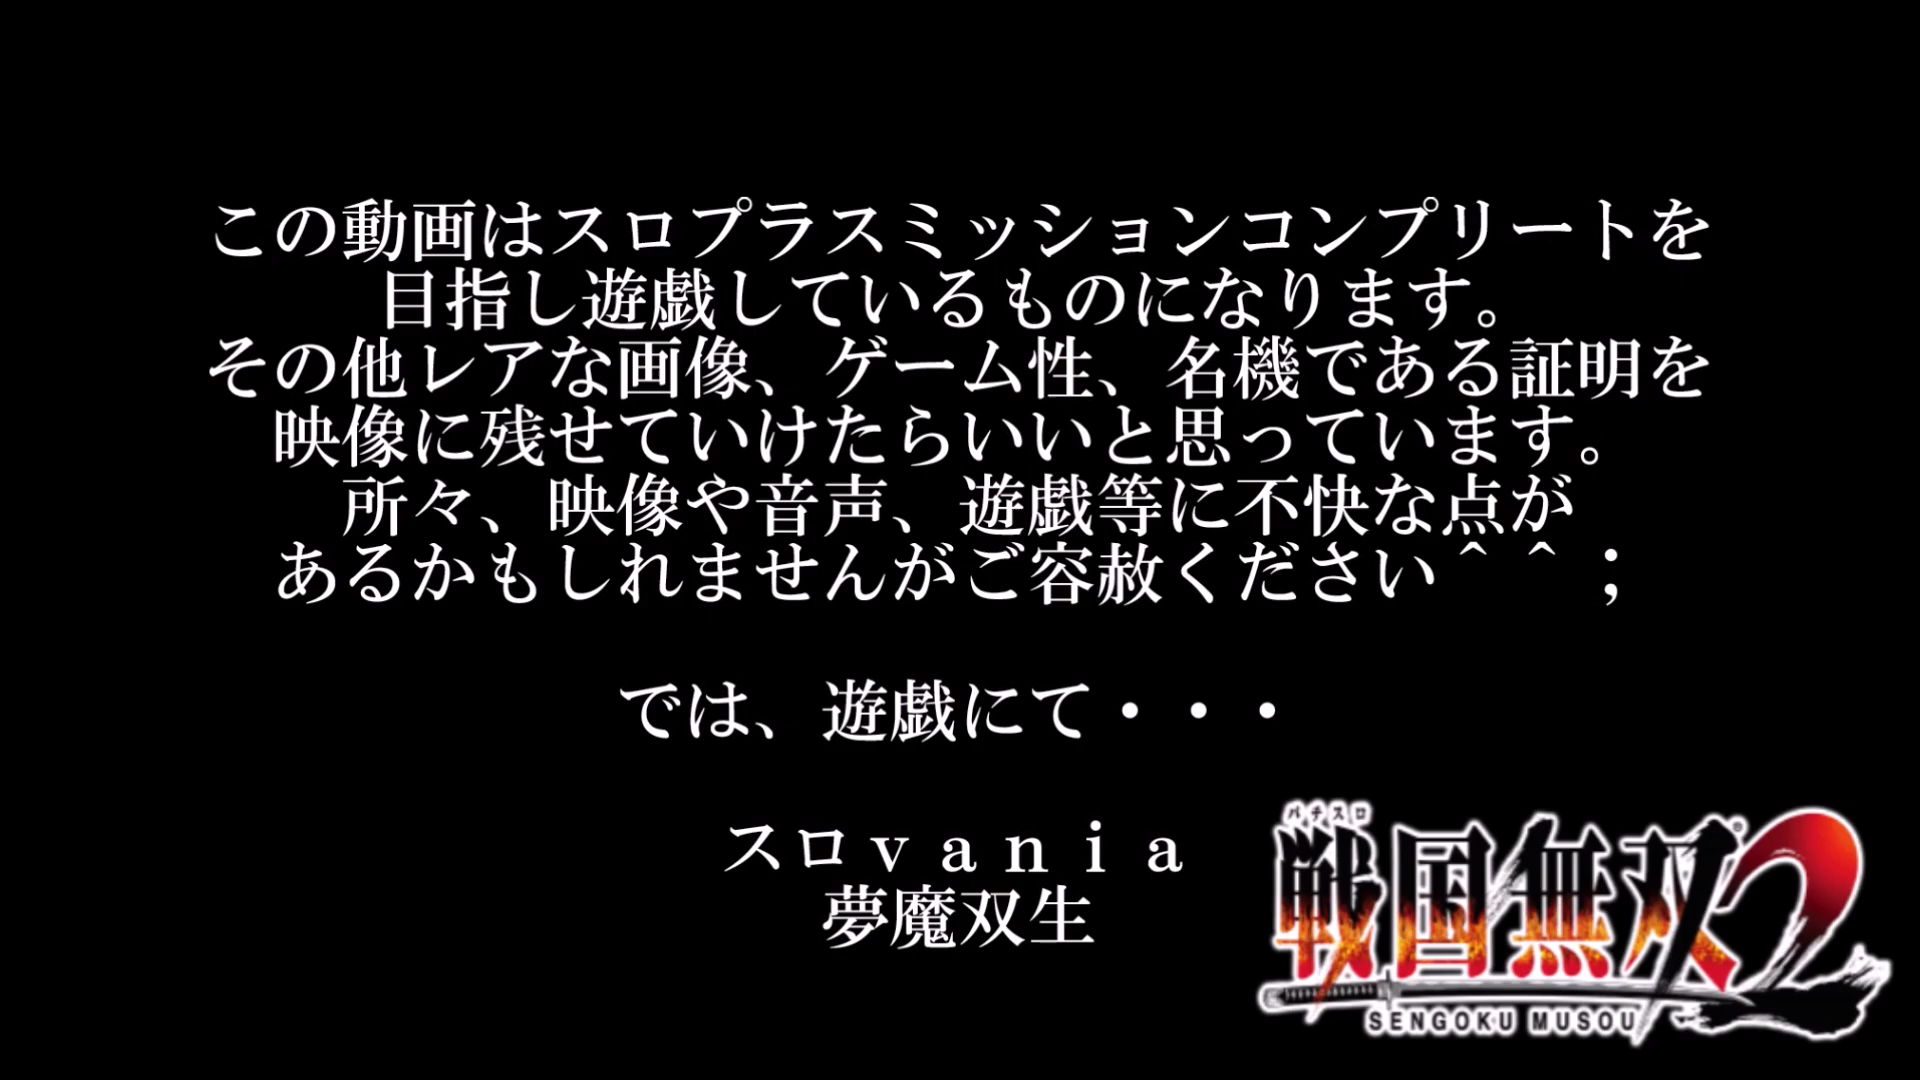 この動画はスロプラスミッションコンプリートを
目指し遊戯しているものになります。
その他レアな画像、ゲーム性、名機である証明を
映像に残せていけたらいいと思っています。
所々、映像や音声、遊戯等に不快な点が
あるかもしれませんがご容赦ください＾＾；
では、遊戯にて・・・
スロｖａｎｉａ
夢魔双生
パチスロ
戦国無双2
SENGOKU MUSOU